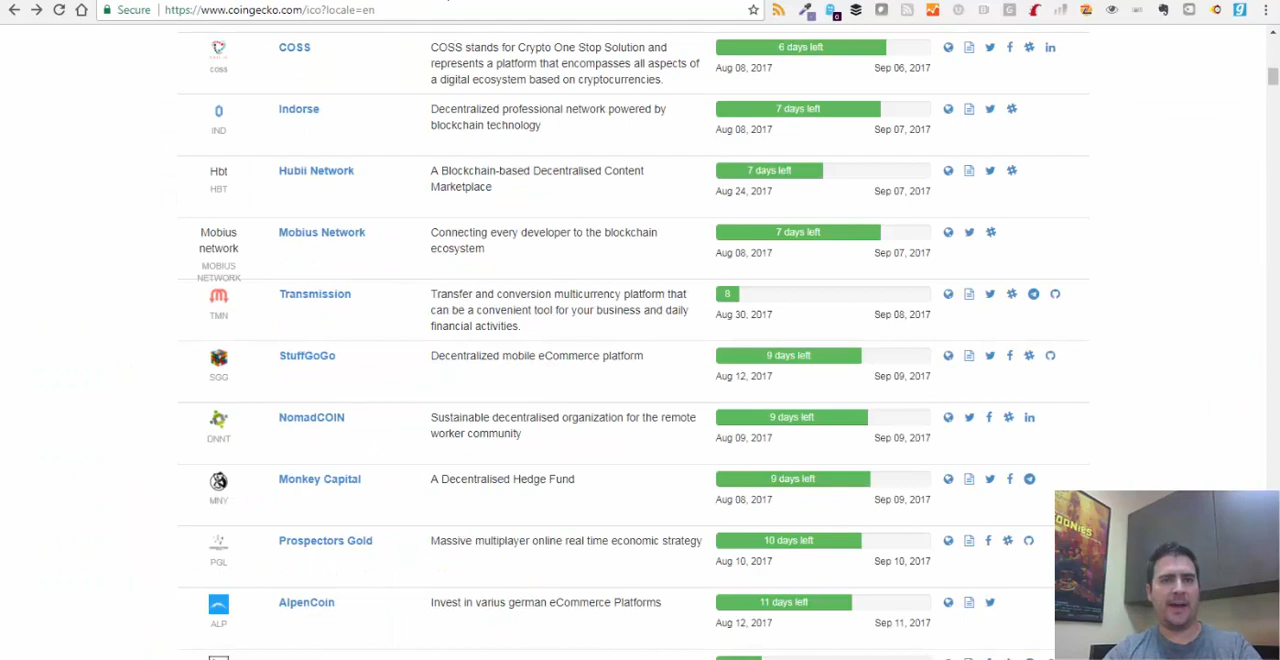 Secure https://www.coingecko.com/ico?locale=en
COSS COSS stands for Crypto One Stop Solution and 6 days left
represents a platform that encompasses all aspects Aug 08, 2017 Sep 06, 2017
COSS of a digital ecosystem based on cryptocurrencies.
Indorse Decentralized professional network powered by 7 days left
IND blockchain technology Aug 08, 2017 Sep 07, 2017
Hbt Hubii Network A Blockchain-based Decentralised Content 7 days left
HBT Marketplace Aug 24, 2017 Sep 07, 2017
Mobius Mobius Network Connecting every developer to the blockchain 7 days left
network ecosystem Aug 08, 2017 Sep 07, 2017
MOBIUS
NETWORK
Transmission Transfer and conversion multicurrency platform that 8
TMN can be a convenient tool for your business and daily Aug 30, 2017 Sep 08, 2017
financial activities.
StuffGoGo Decentralized mobile eCommerce platform 9 days left
SGG Aug 12, 2017 Sep 09, 2017
NomadCOIN Sustainable decentralised organization for the remote 9 days left
DNNT worker community Aug 09, 2017 Sep 09, 2017
Monkey Capital A Decentralised Hedge Fund 9 days left
MNY Aug 08, 2017 Sep 09, 2017
Prospectors Gold Massive multiplayer online real time economic strategy 10 days left
PGL Aug 10, 2017 Sep 10, 2017
AlpenCoin Invest in varius german eCommerce Platforms 11 days left
ALP Aug 12, 2017 Sep 11, 2017
OONIES